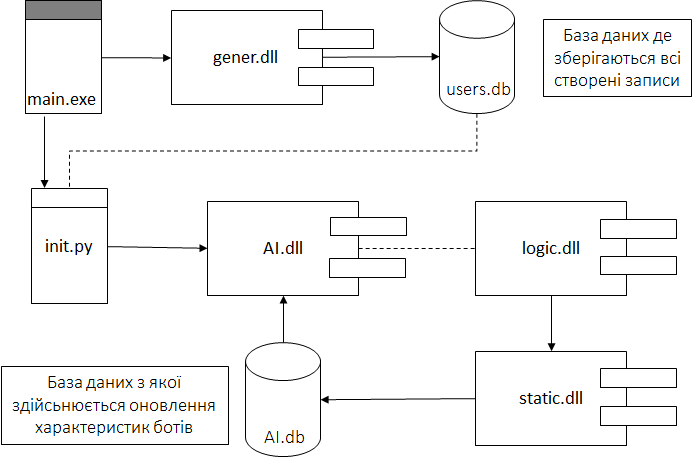 gener.dll
main.exe
users.db
База даних де
зберігаються всі
створені записи
init.py
AI.dll
logic.dll
static.dll
База даних з якої
здійсьнюється оновлення
характеристик ботів
AI.db